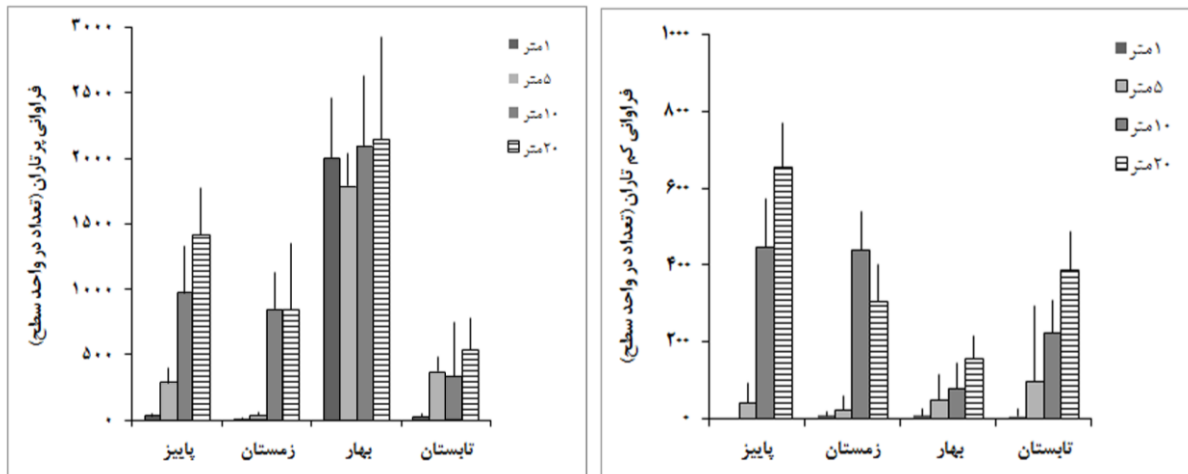 فراوانی پرتاران (تعداد در واحد سطح)
۳۰۰۰
۲۵۰۰
۲۰۰۰
۱۵۰۰
۱۰۰۰
۵۰۰
۰
۱متر
۵متر
۱۰متر
۲۰متر
پاییز زمستان بهار تابستان
فراوانی کم تاران (تعداد در واحد سطح)
۱۰۰۰
۸۰۰
۶۰۰
۴۰۰
۲۰۰
۰
۱متر
۵متر
۱۰متر
۲۰متر
پاییز زمستان بهار تابستان